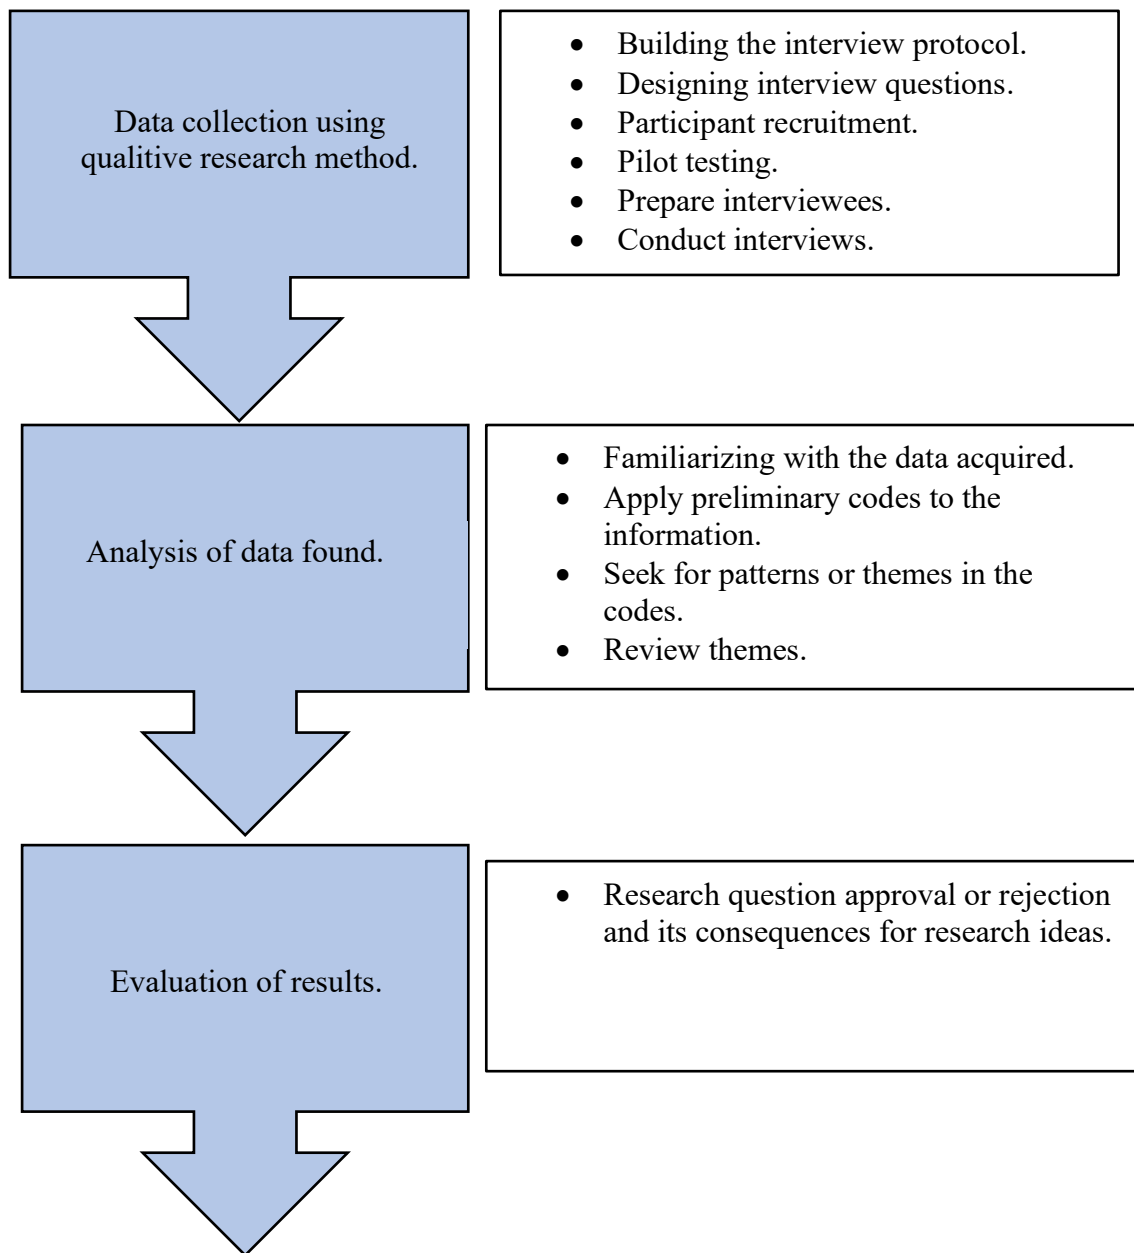 Data collection using
qualitive research method.
• Building the interview protocol.
• Designing interview questions.
• Participant recruitment.
• Pilot testing.
• Prepare interviewees.
• Conduct interviews.
Analysis of data found.
• Familiarizing with the data acquired.
• Apply preliminary codes to the
information.
• Seek for patterns or themes in the
codes.
• Review themes.
Evaluation of results.
• Research question approval or rejection
and its consequences for research ideas.